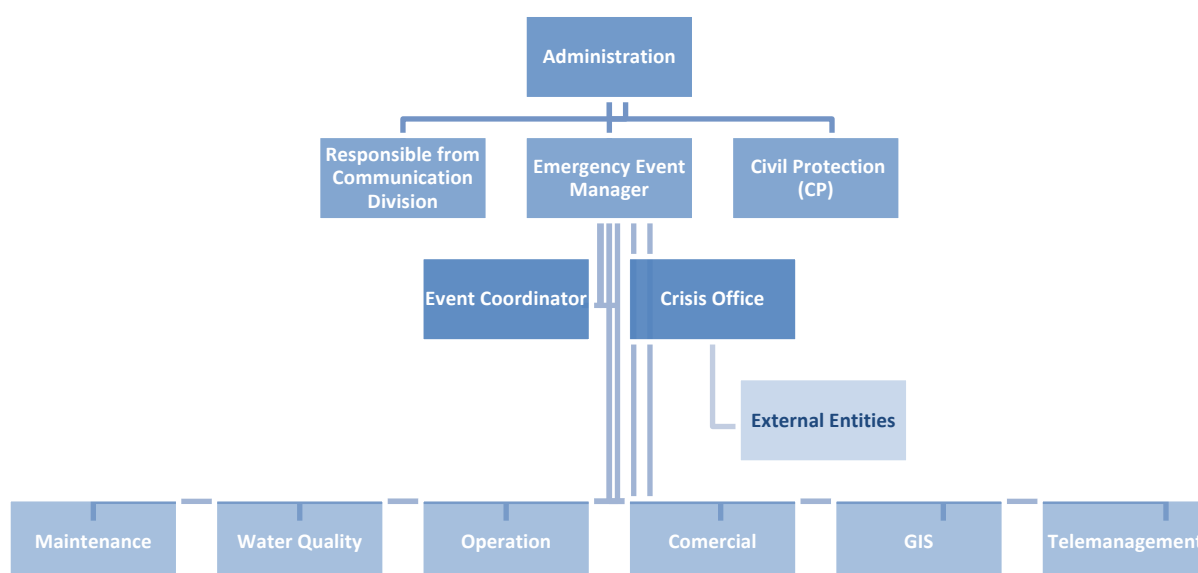 Administration
Responsible from
Communication
Division
Emergency Event
Manager
Civil Protection
(CP)
Event Coordinator
Crisis Office
External Entities
Maintenance
Water Quality
Operation
Comercial
GIS
Telemanagement